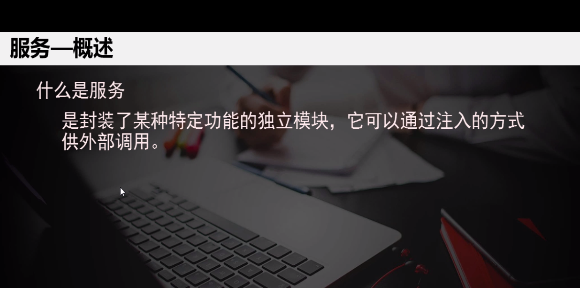 服务—概述
什么是服务
是封装了某种特定功能的独立模块，它可以通过注入的方式
供外部调用。